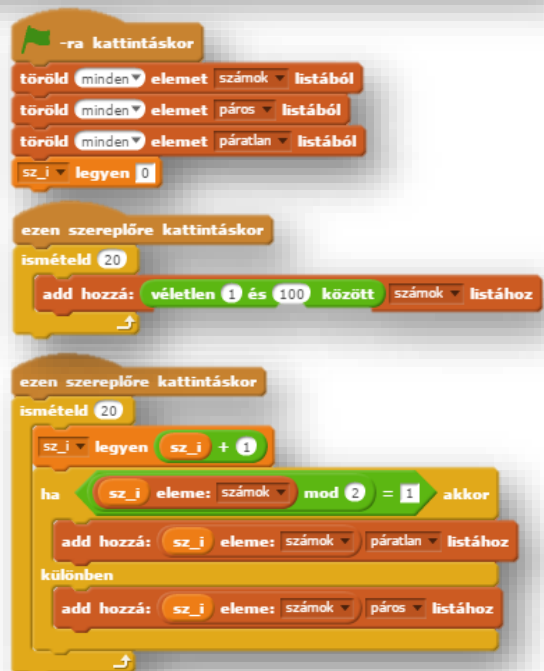 -ra kattintáskor
töröld minden elemet számok listából
töröld minden elemet páros listából
töröld minden elemet páratlan listából
sz_i legyen 0
ezen szereplőre kattintáskor
ismételd 20
add hozzá: véletlen 1 és 100 között számok listához
ezen szereplőre kattintáskor
ismételd 20
sz_i legyen sz_i + 1
ha sz_i eleme: számok mod 2 = 1 akkor
add hozzá: sz_i eleme: számok páratlan listához
különben
add hozzá: sz_i eleme: számok páros listához